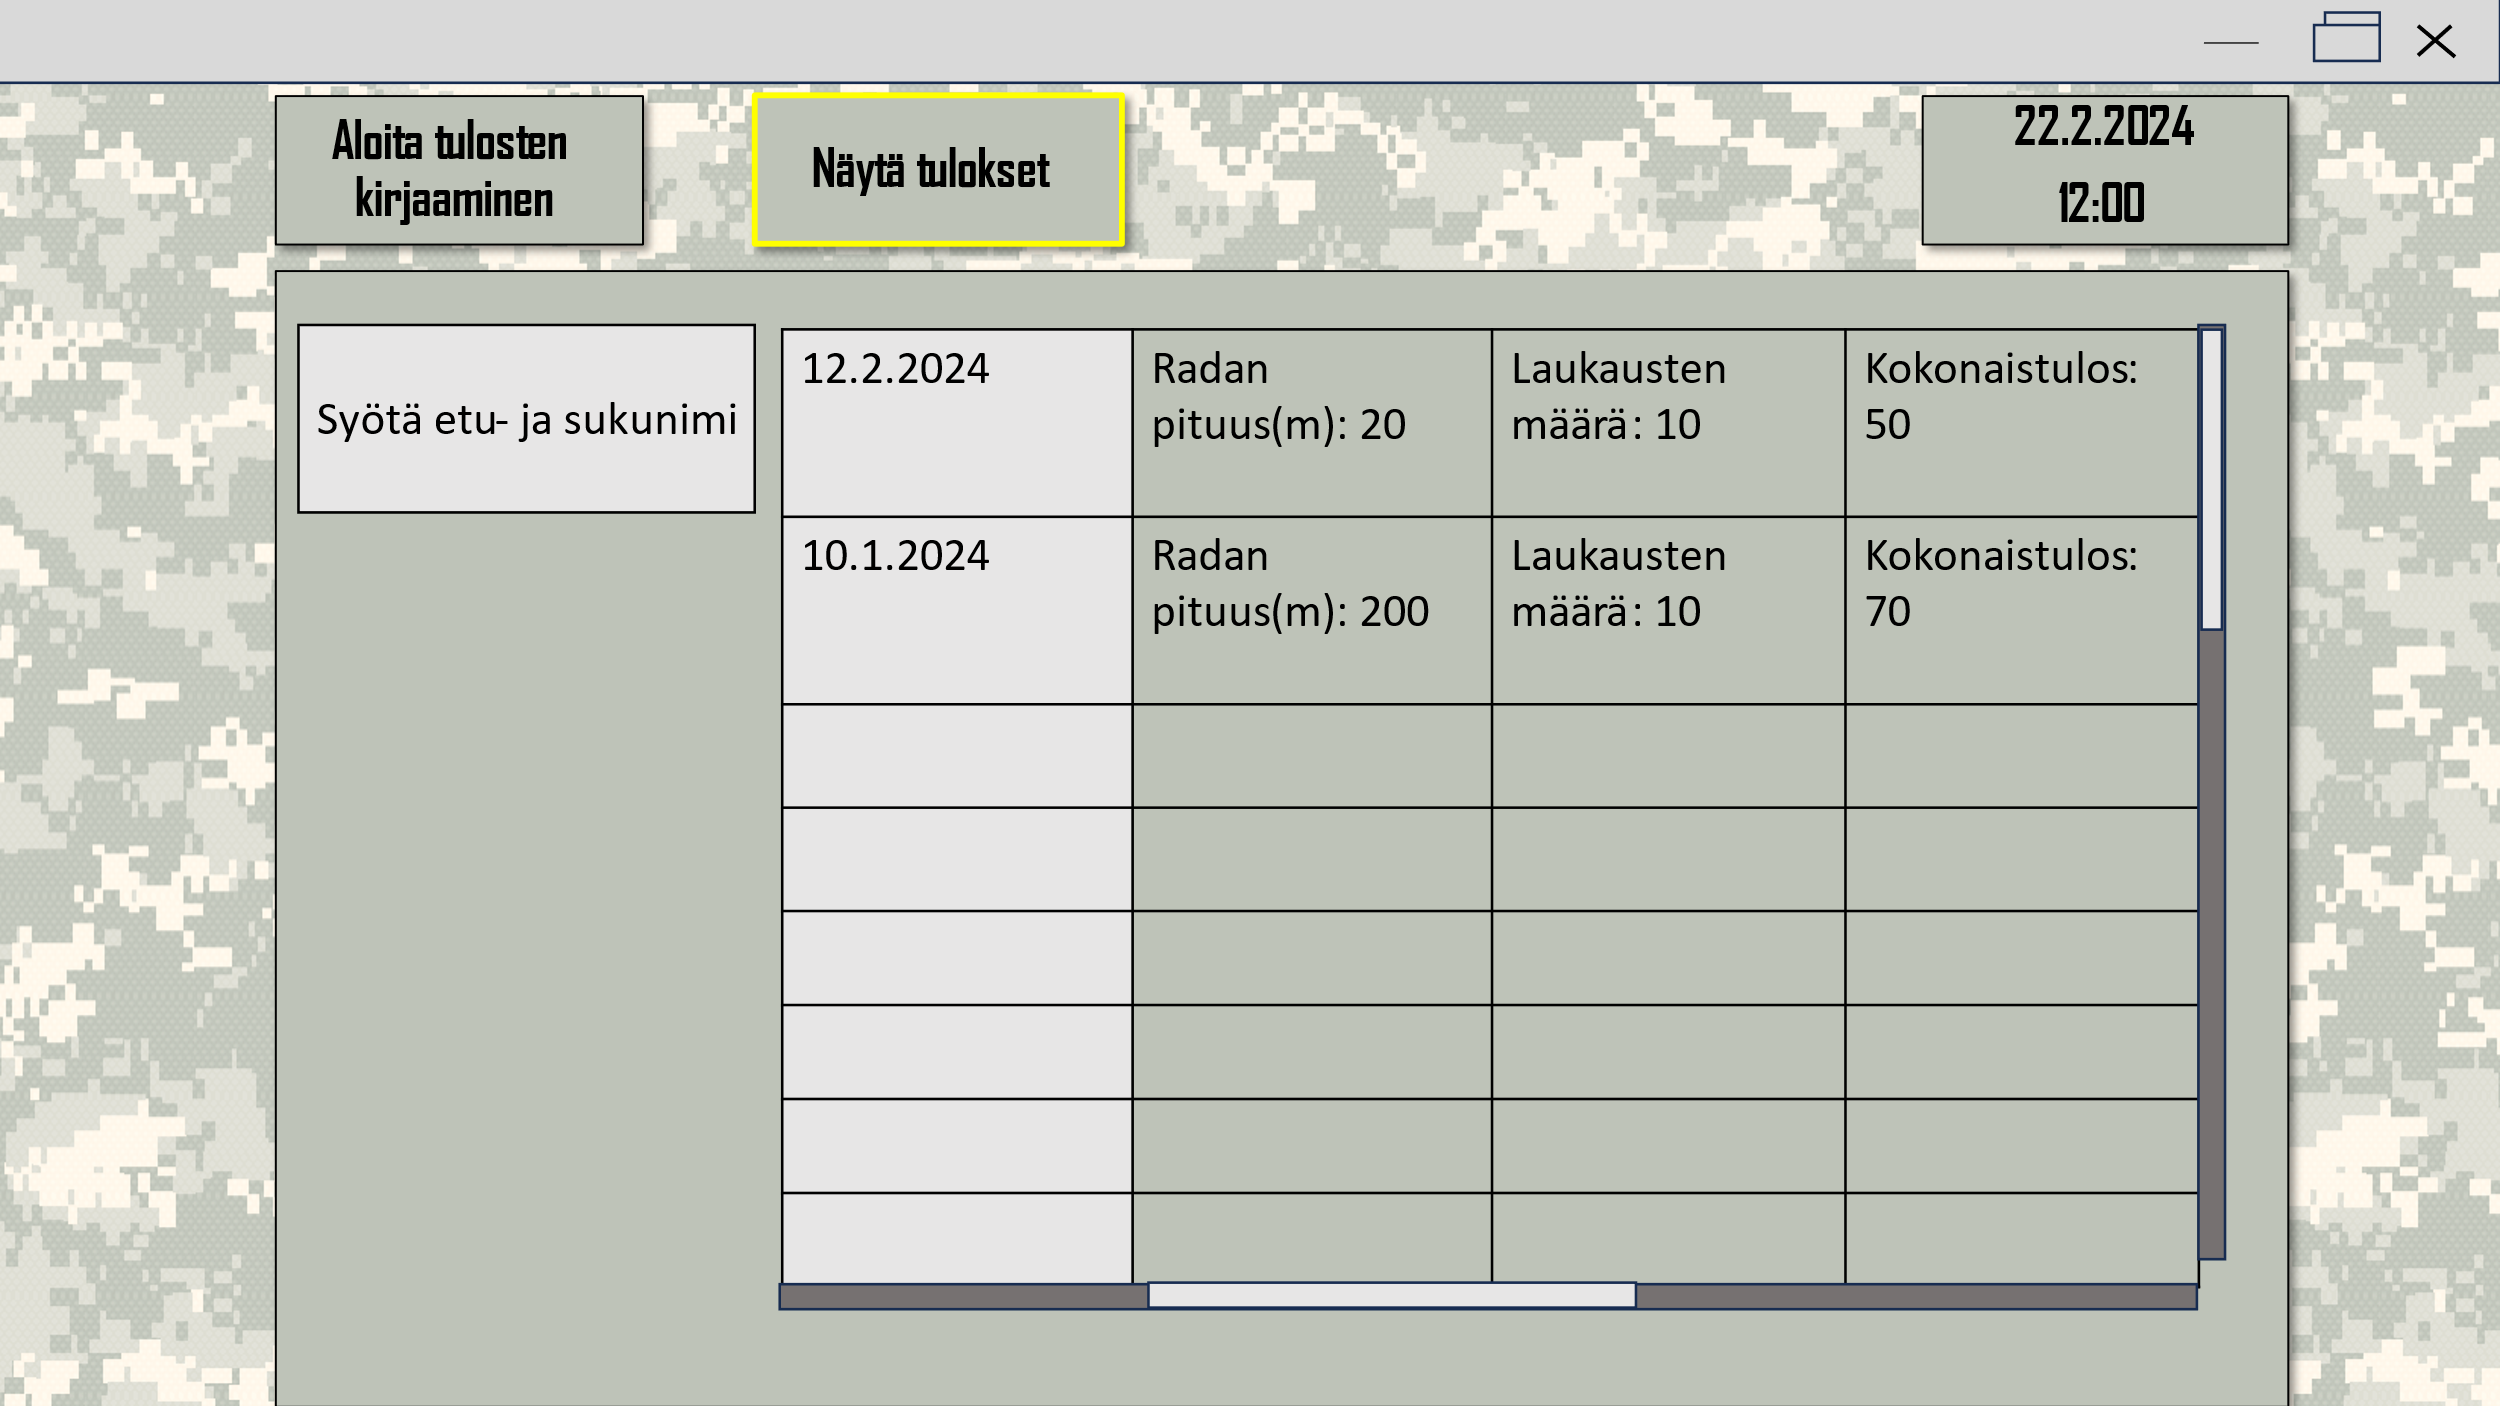 Aloita tulosten
kirjaaminen
Näytä tulokset
22.2.2024
12:00
Syötä etu- ja sukunimi
12.2.2024
Radan
pituus(m): 20
Laukausten
määrä: 10
Kokonaistulos:
50
10.1.2024
Radan
pituus(m): 200
Laukausten
määrä: 10
Kokonaistulos:
70